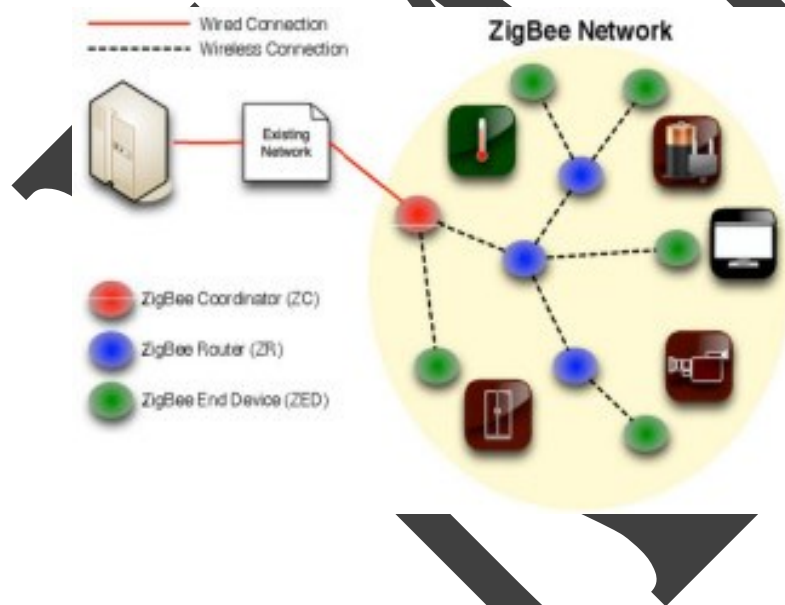 Wired Connection
Wireless Connection
ZigBee Network
Existing
Network
ZigBee Coordinator (ZC)
ZigBee Router (ZR)
ZigBee End Device (ZED)